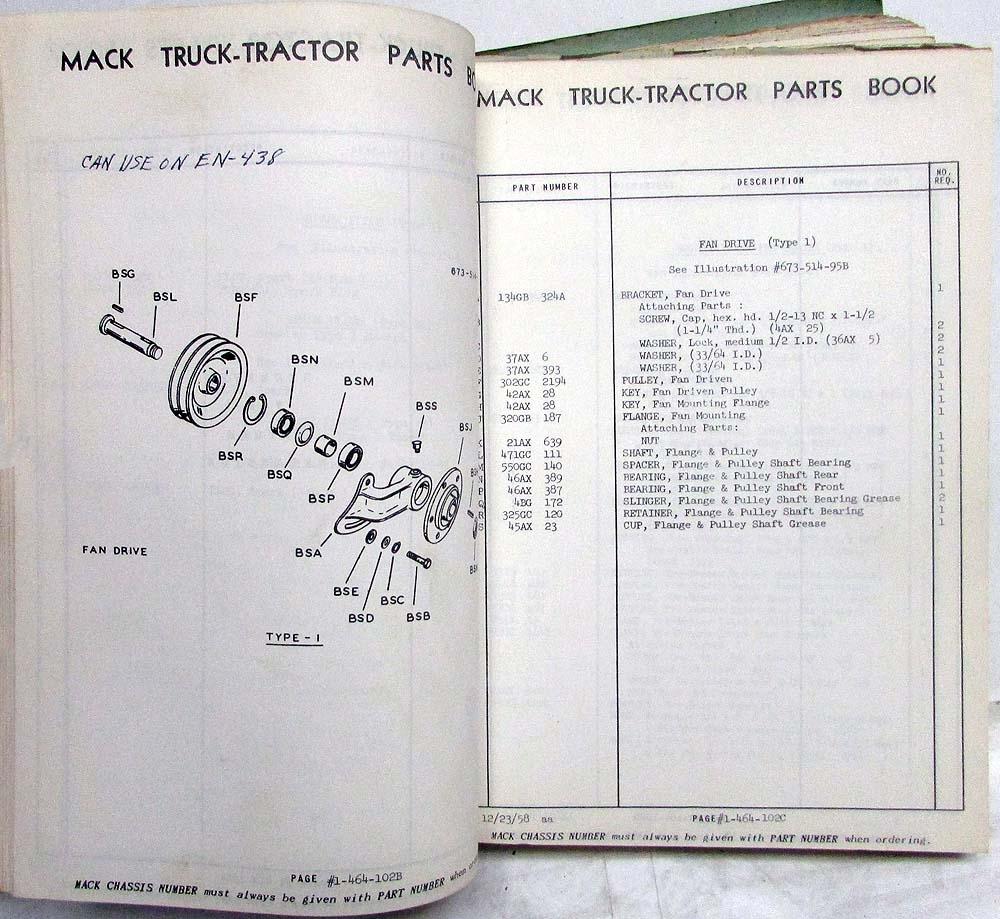 MACK TRUCK-TRACTOR PARTS
CAN USE ON EN-438
BSG
BSL
BSF
BSN
BSM
BSS
BSJ
BSR
BSQ
BSP
BSA
BSE
BSD
BSC
BSB
FAN DRIVE
TYPE - I
PAGE #1-464-102B
MACK CHASSIS NUMBER must always be given with PART NUMBER when
MACK TRUCK-TRACTOR PARTS BOOK
PART NUMBER DESCRIPTION NO. REQ.
FAN DRIVE (Type 1)
See Illustration #673-514-95B
134GB 324A BRACKET, Fan Drive 1
Attaching Parts :
SCREW, Cap, hex. hd. 1/2-13 NC x 1-1/2
(1-1/4" Thd.) (4AX 25) 2
WASHER, Lock, medium 1/2 I.D. (36AX 5) 2
37AX 6 WASHER, (33/64 I.D.) 2
37AX 393 WASHER, (33/64 I.D.) 1
302GC 2194 PULLEY, Fan Driven 1
42AX 28 KEY, Fan Driven Pulley 1
42AX 28 KEY, Fan Mounting Flange 1
320GB 187 FLANGE, Fan Mounting 1
Attaching Parts:
21AX 639 NUT 1
471GC 111 SHAFT, Flange & Pulley 1
550GC 140 SPACER, Flange & Pulley Shaft Bearing 1
46AX 389 BEARING, Flange & Pulley Shaft Rear 1
46AX 387 BEARING, Flange & Pulley Shaft Front 1
4BG 172 SLINGER, Flange & Pulley Shaft Bearing Grease 2
325GC 120 RETAINER, Flange & Pulley Shaft Bearing 1
45AX 23 CUP, Flange & Pulley Shaft Grease 1
12/23/58 aa PAGE #1-464-102C
MACK CHASSIS NUMBER must always be given with PART NUMBER when ordering.